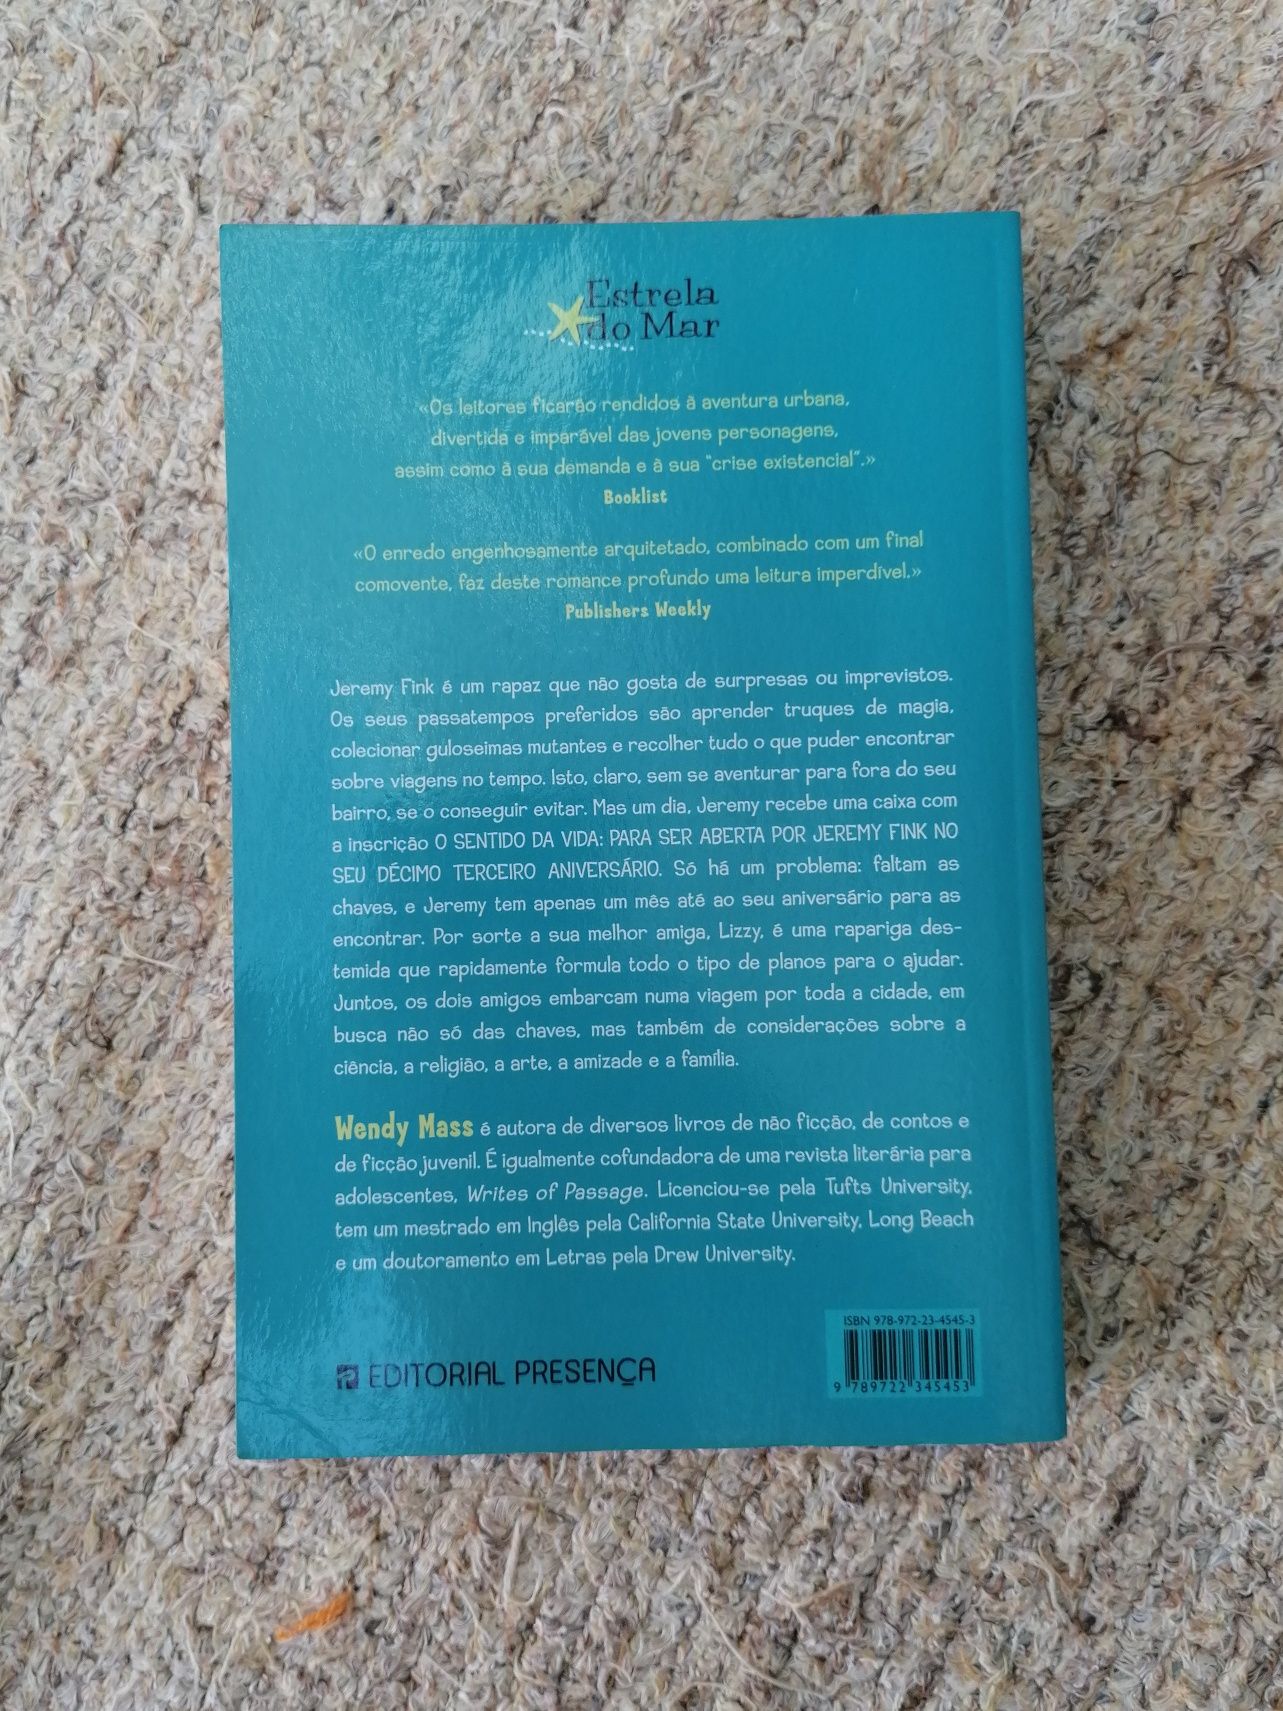 Estrela
do Mar
«Os leitores ficarão rendidos à aventura urbana,
divertida e imparável das jovens personagens,
assim como à sua demanda e à sua "crise existencial".»
Booklist
«O enredo engenhosamente arquitetado, combinado com um final
comovente, faz deste romance profundo uma leitura imperdível.»
Publishers Weekly
Jeremy Fink é um rapaz que não gosta de surpresas ou imprevistos.
Os seus passatempos preferidos são aprender truques de magia,
colecionar guloseimas mutantes e recolher tudo o que puder encontrar
sobre viagens no tempo. Isto, claro, sem se aventurar para fora do seu
bairro, se o conseguir evitar. Mas um dia, Jeremy recebe uma caixa com
a inscrição O SENTIDO DA VIDA: PARA SER ABERTA POR JEREMY FINK NO
SEU DÉCIMO TERCEIRO ANIVERSÁRIO. Só há um problema: faltam as
chaves, e Jeremy tem apenas um mês até ao seu aniversário para as
encontrar. Por sorte a sua melhor amiga, Lizzy, é uma rapariga des-
temida que rapidamente formula todo o tipo de planos para o ajudar.
Juntos, os dois amigos embarcam numa viagem por toda a cidade, em
busca não só das chaves, mas também de considerações sobre a
ciência, a religião, a arte, a amizade e a família.
Wendy Mass é autora de diversos livros de não ficção, de contos e
de ficção juvenil. É igualmente cofundadora de uma revista literária para
adolescentes, Writes of Passage. Licenciou-se pela Tufts University,
tem um mestrado em Inglês pela California State University, Long Beach
e um doutoramento em Letras pela Drew University.
ISBN 978-972-23-4545-3
EDITORIAL PRESENÇA
9 789722 345453